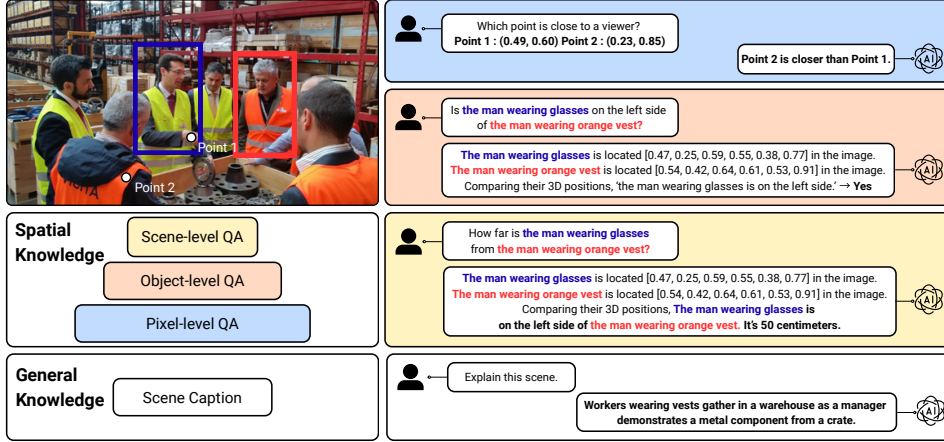 Point 1
Point 2
Which point is close to a viewer?
Point 1 : (0.49, 0.60) Point 2 : (0.23, 0.85)
Point 2 is closer than Point 1.
AI
Is the man wearing glasses on the left side
of the man wearing orange vest?
The man wearing glasses is located [0.47, 0.25, 0.59, 0.55, 0.38, 0.77] in the image.
The man wearing orange vest is located [0.54, 0.42, 0.64, 0.61, 0.53, 0.91] in the image.
Comparing their 3D positions, ‘the man wearing glasses is on the left side.’ → Yes
AI
Spatial
Knowledge
Scene-level QA
Object-level QA
Pixel-level QA
How far is the man wearing glasses
from the man wearing orange vest?
The man wearing glasses is located [0.47, 0.25, 0.59, 0.55, 0.38, 0.77] in the image.
The man wearing orange vest is located [0.54, 0.42, 0.64, 0.61, 0.53, 0.91] in the image.
Comparing their 3D positions, The man wearing glasses is
on the left side of the man wearing orange vest. It’s 50 centimeters.
AI
General
Knowledge
Scene Caption
Explain this scene.
Workers wearing vests gather in a warehouse as a manager
demonstrates a metal component from a crate.
AI